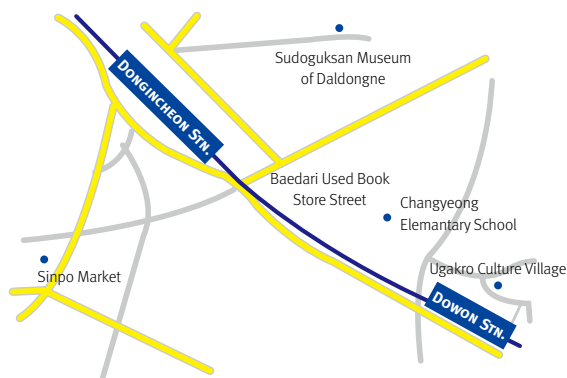 Sudoguksan Museum
of Daldongne
DONGINCHEON STN.
Baedari Used Book
Store Street
Changyeong
Elemantary School
Ugakro Culture Village
Sinpo Market
DOWON STN.